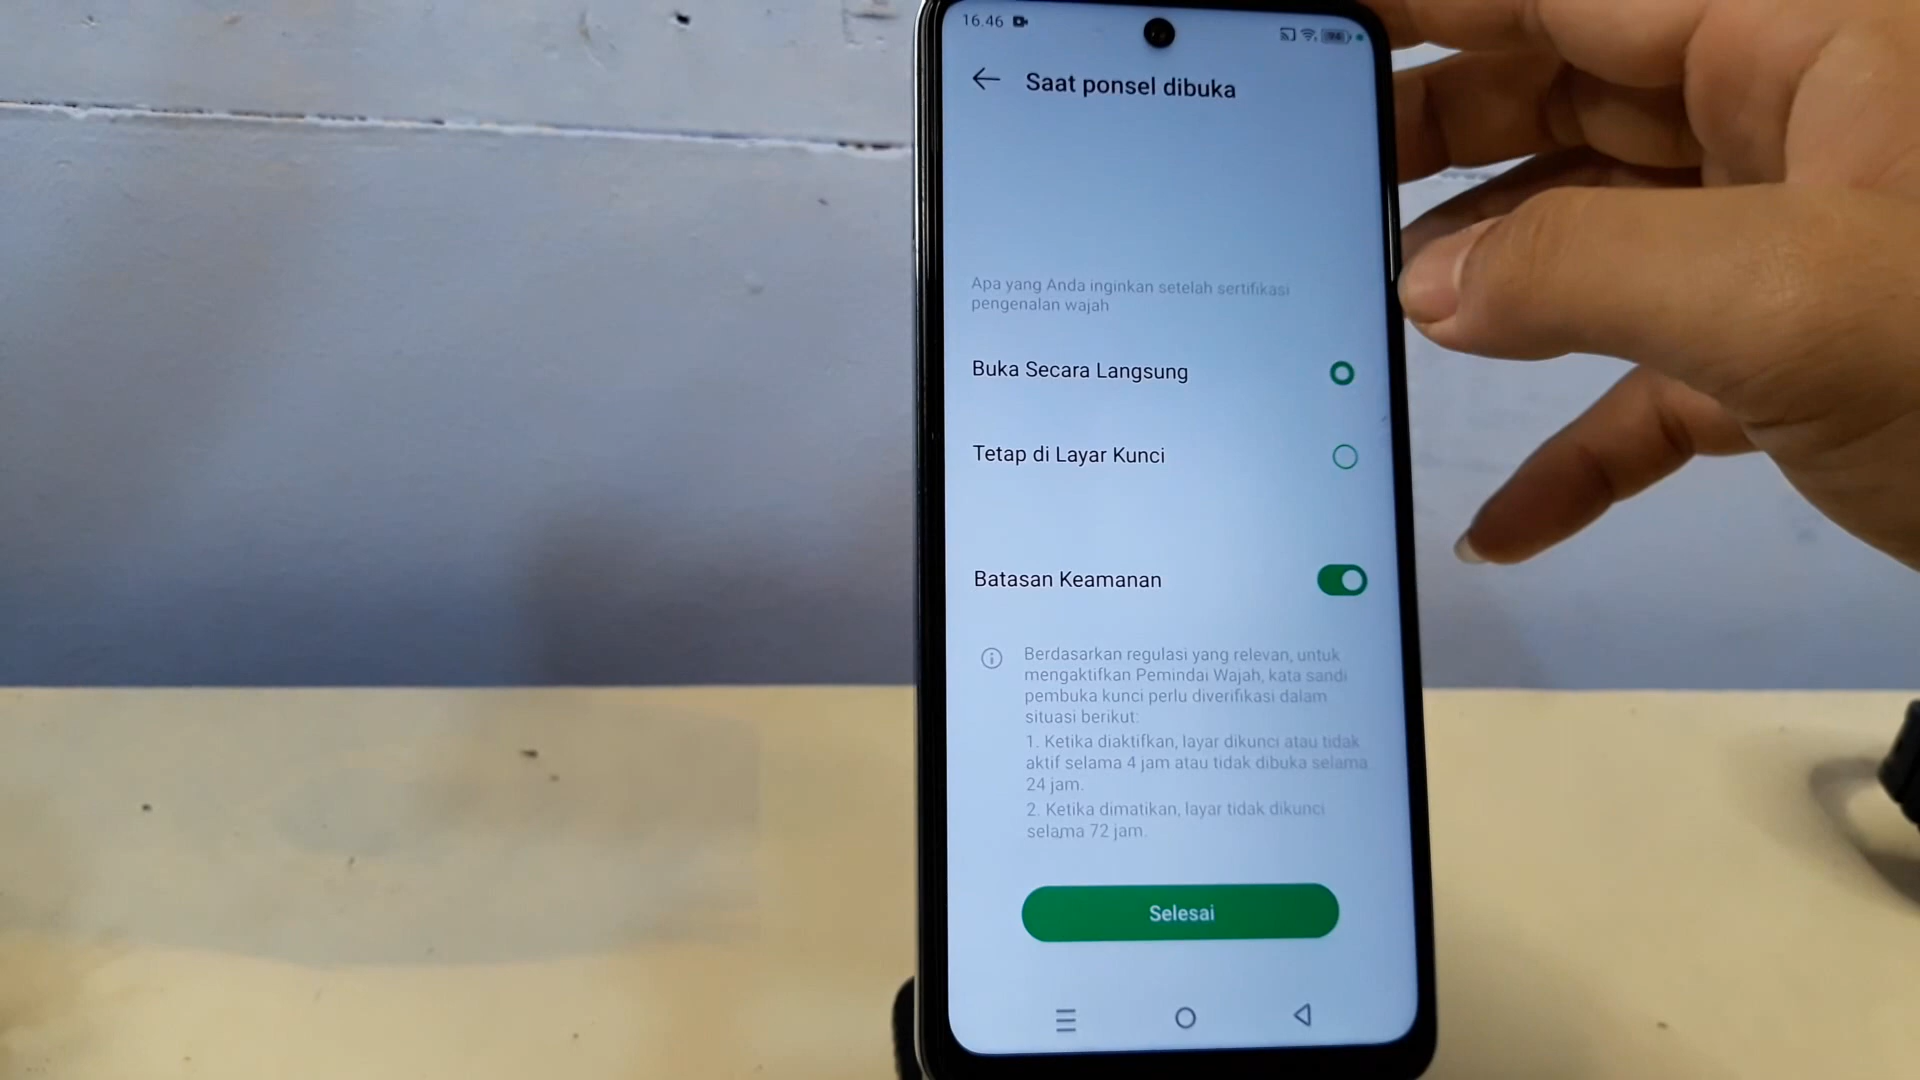 16.46
94
Saat ponsel dibuka
Apa yang Anda inginkan setelah sertifikasi
pengenalan wajah
Buka Secara Langsung
Tetap di Layar Kunci
Batasan Keamanan
Berdasarkan regulasi yang relevan, untuk
mengaktifkan Pemindai Wajah, kata sandi
pembuka kunci perlu diverifikasi dalam
situasi berikut:
1. Ketika diaktifkan, layar dikunci atau tidak
aktif selama 4 jam atau tidak dibuka selama
24 jam.
2. Ketika dimatikan, layar tidak dikunci
selama 72 jam.
Selesai